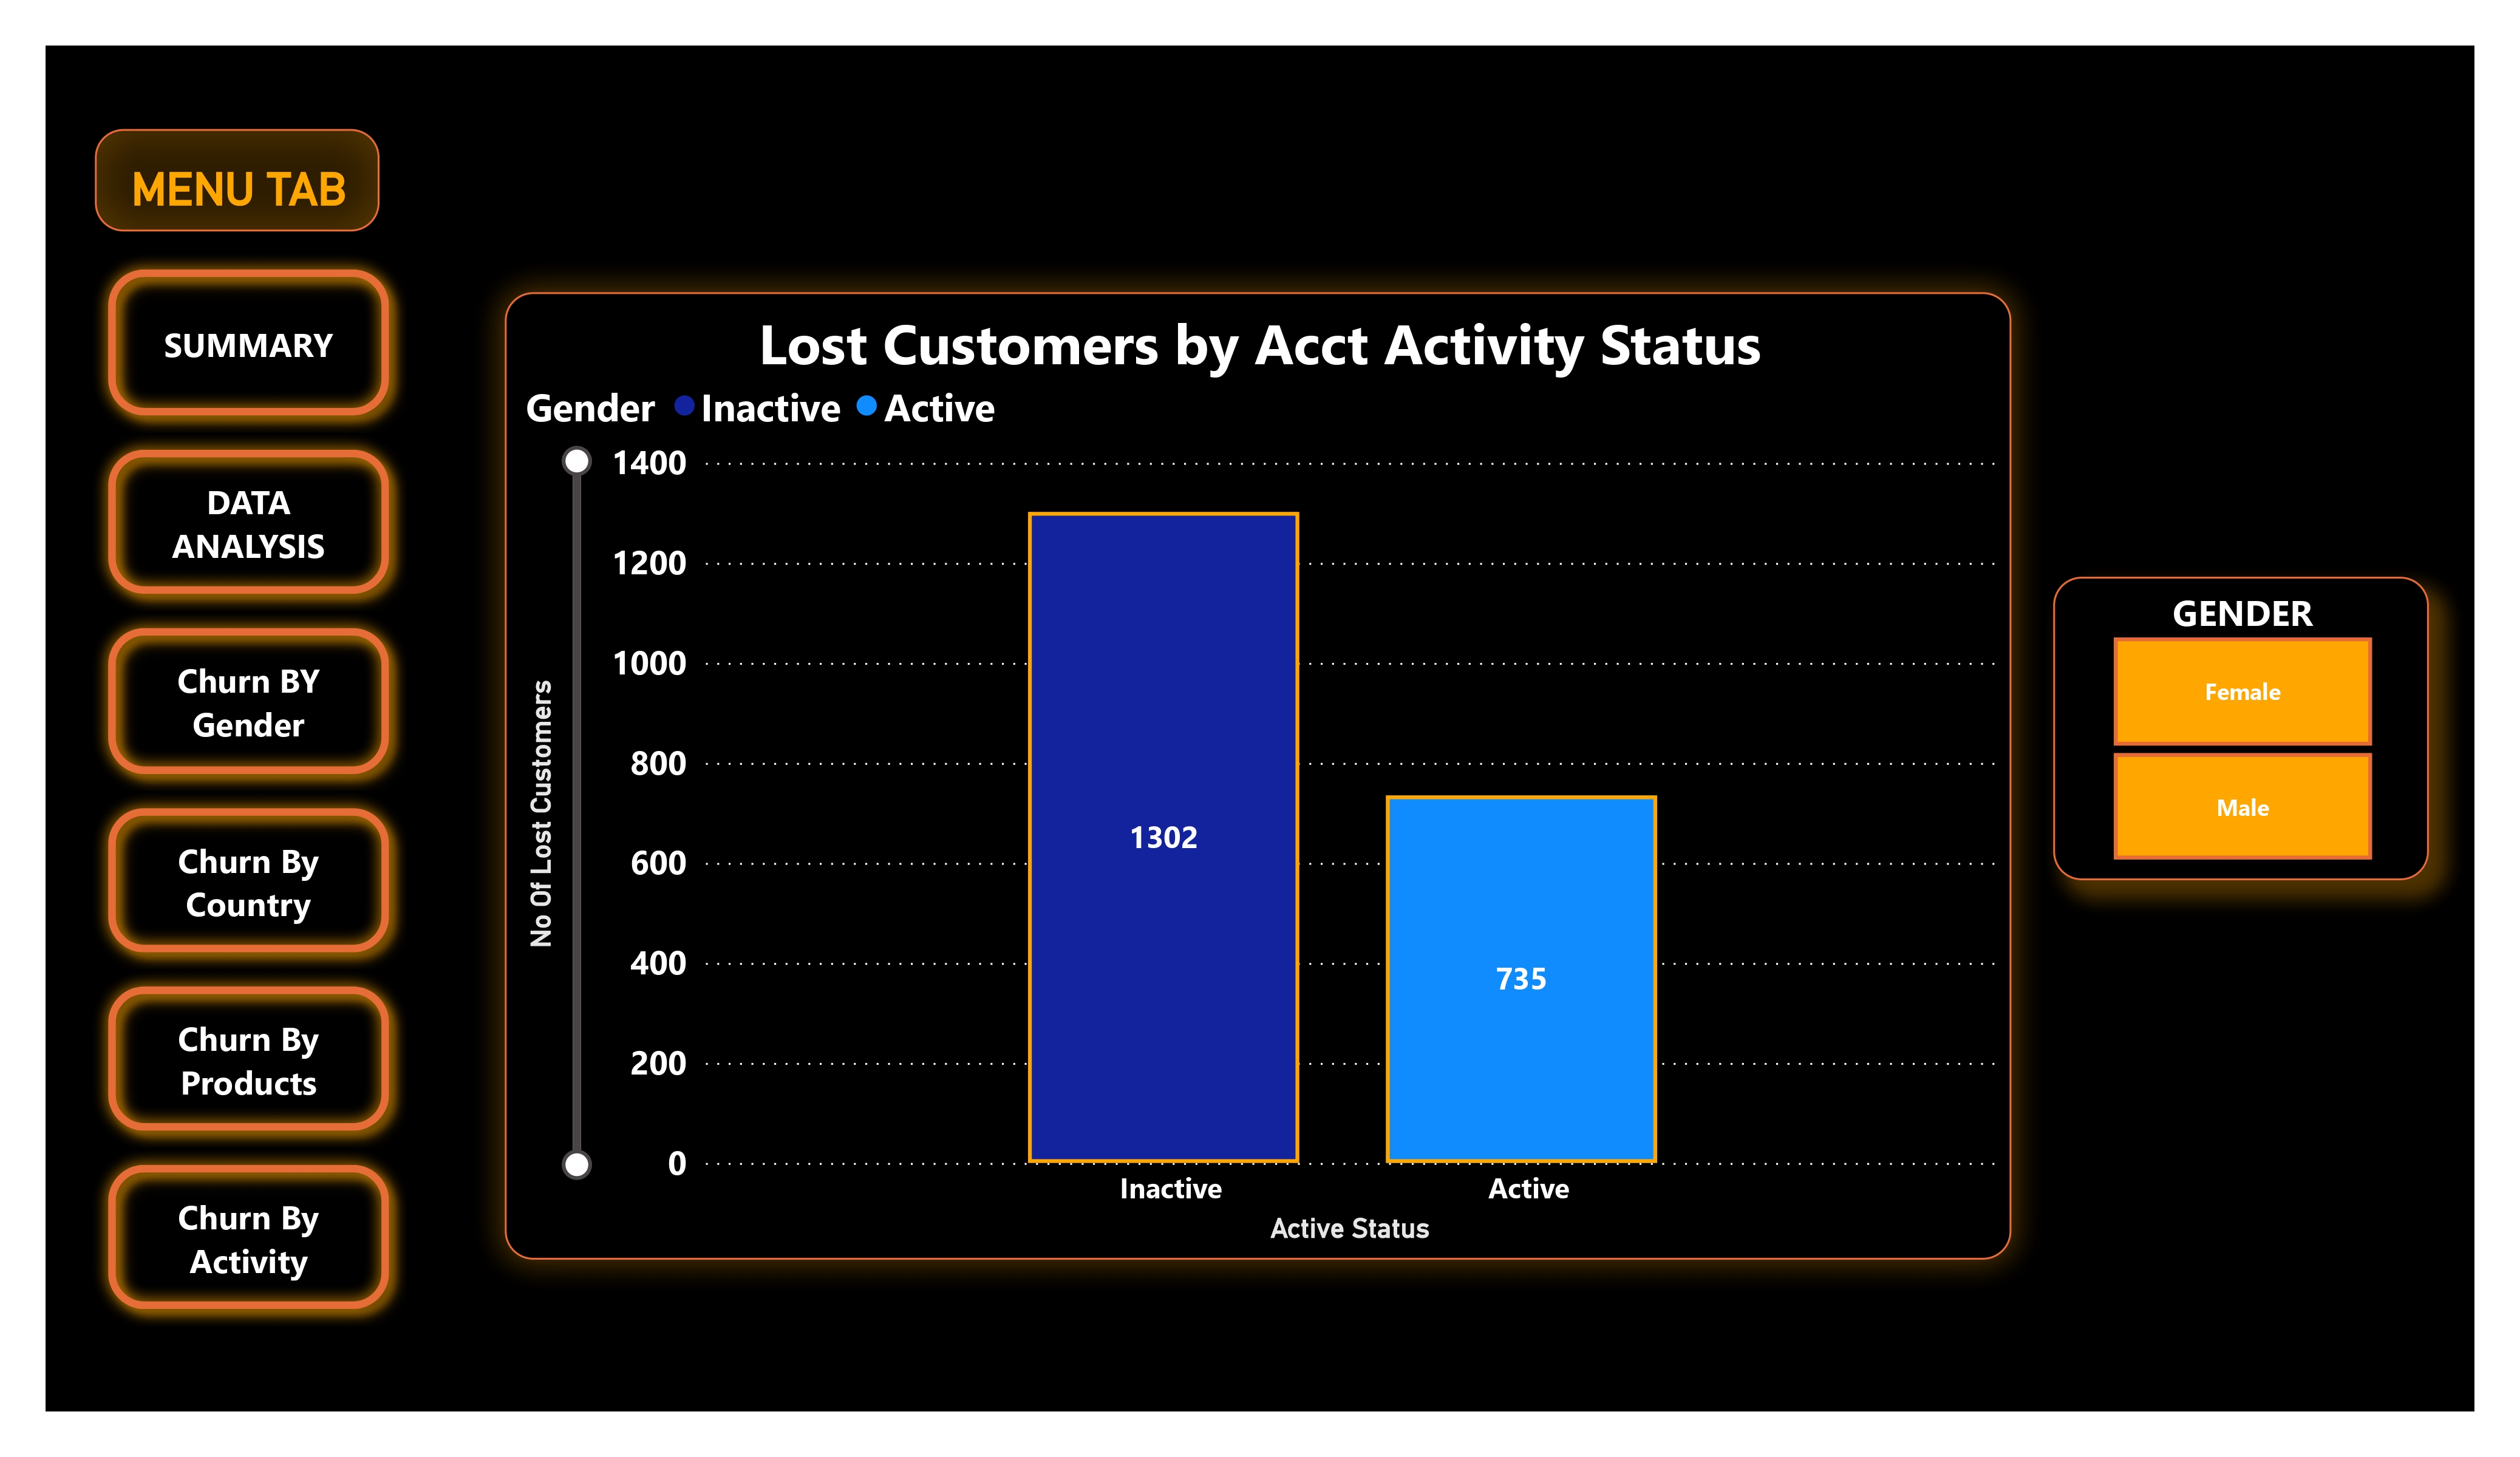 MENU TAB
SUMMARY
DATA
ANALYSIS
Churn BY
Gender
Churn By
Country
Churn By
Products
Churn By
Activity
Lost Customers by Acct Activity Status
Gender Inactive Active
No Of Lost Customers
1400
1200
1000
800
600
400
200
0
1302
735
Inactive Active
Active Status
GENDER
Female
Male